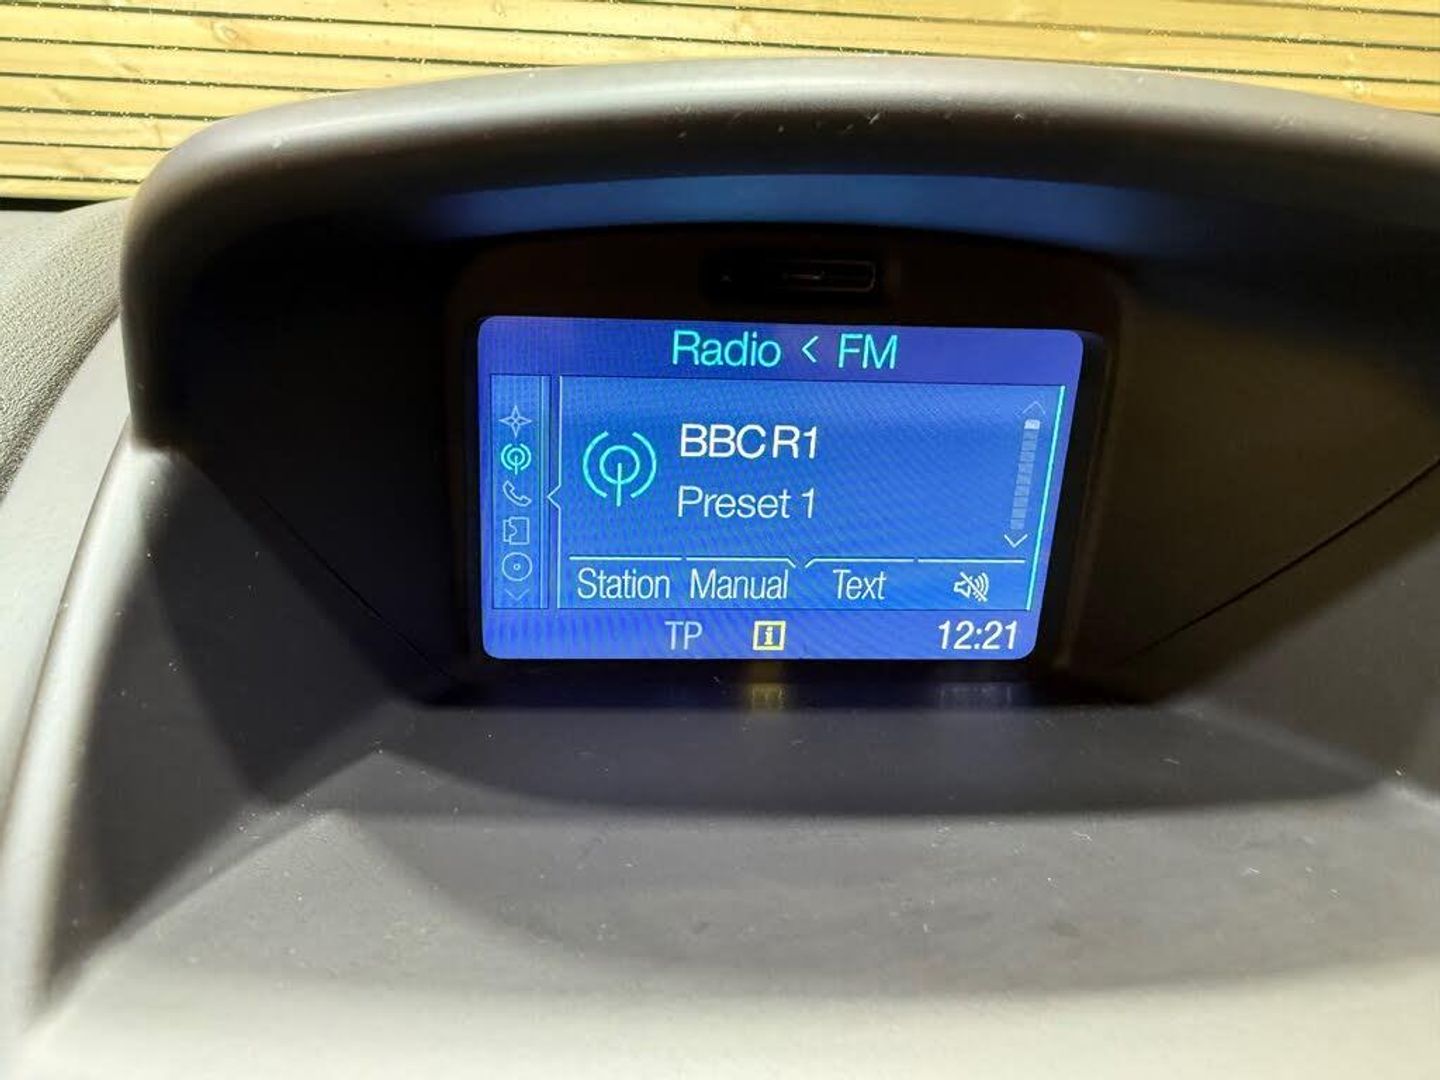 Radio < FM
BBC R1
Preset 1
Station Manual Text
TP i 12:21